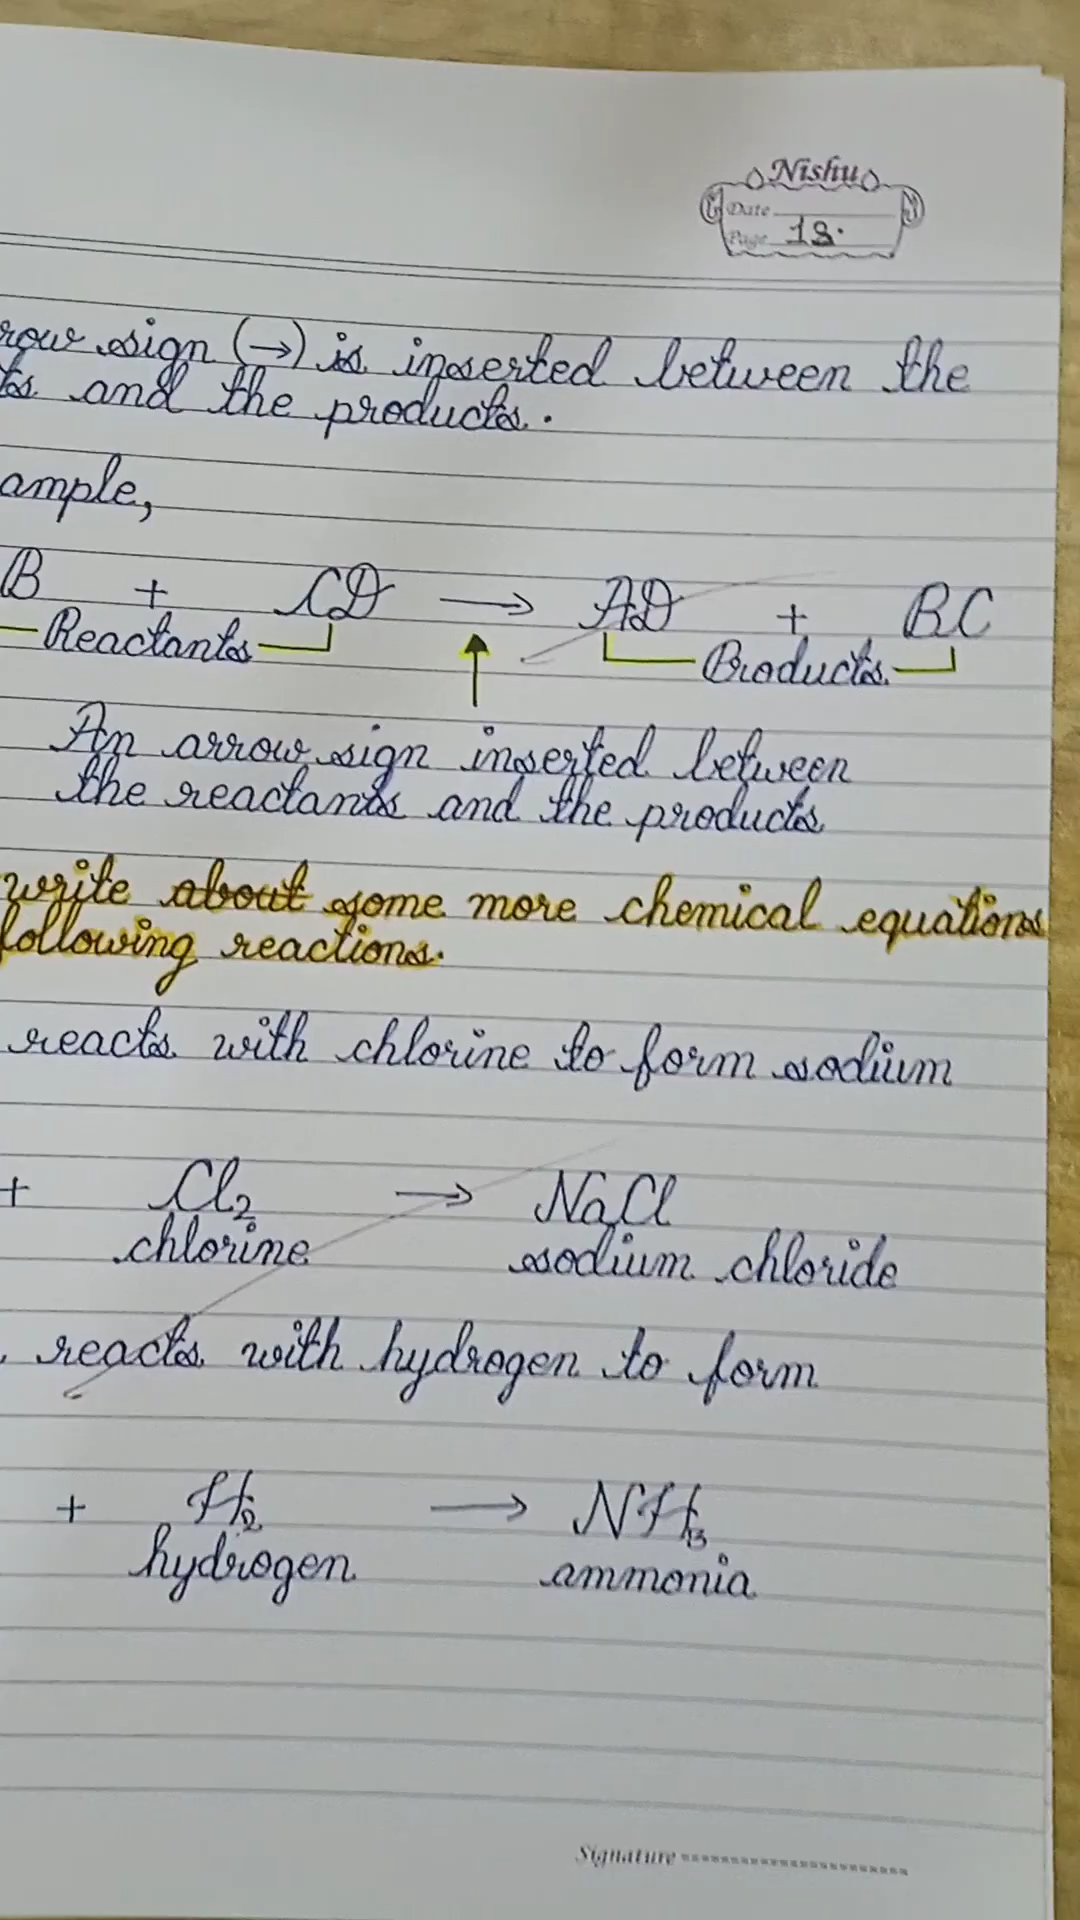 Nishu
Date
Page 18.
row sign (→) is inserted between the
ts and the products.
ample,
B + CD → AD + BC
Reactants Products
An arrow sign inserted between
the reactants and the products
write about some more chemical equations
following reactions.
reacts with chlorine to form sodium
+ Cl₂ → NaCl
chlorine sodium chloride
reacts with hydrogen to form
+ H₂ → NH₃
hydrogen ammonia
Signature